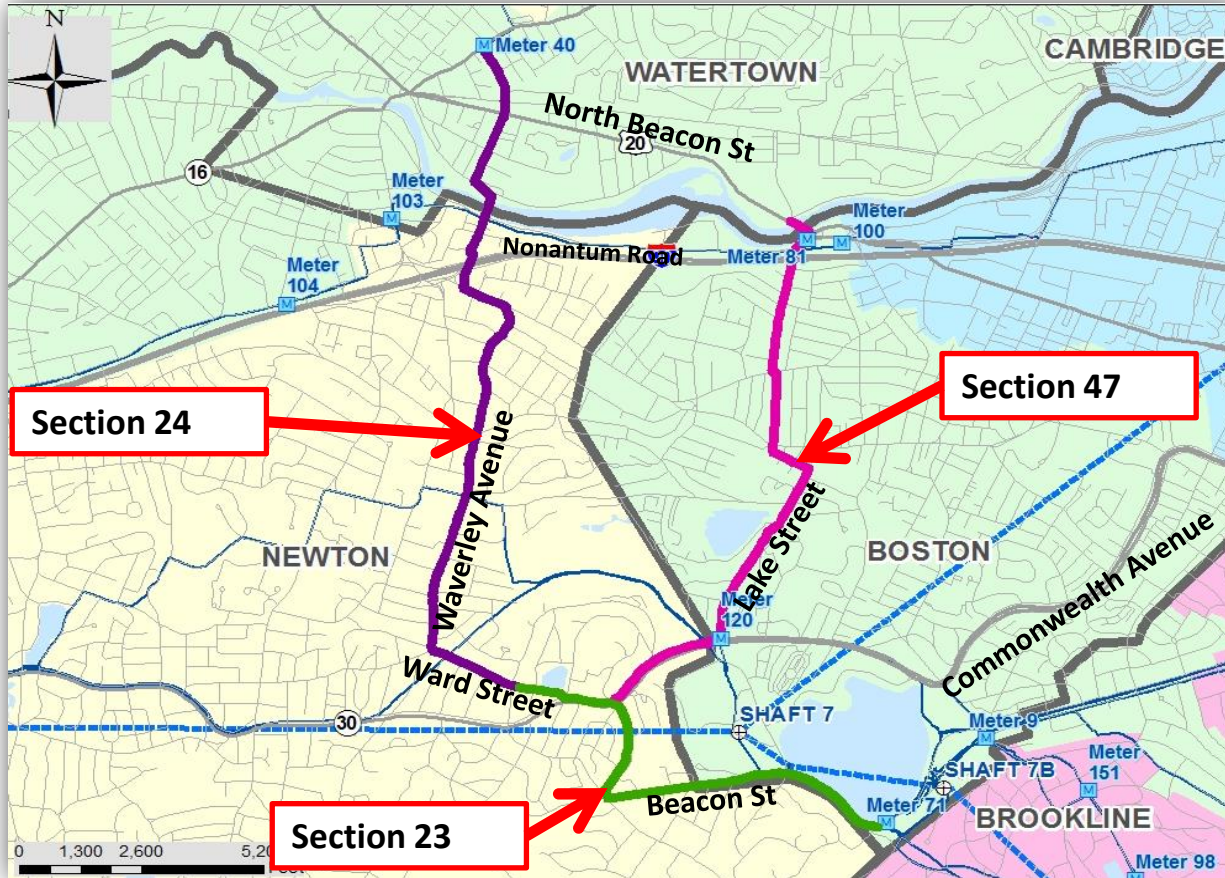 N
Meter 40
WATERTOWN
CAMBRIDGE
North Beacon St
20
16
Meter
103
Meter
100
Nonantum Road
Meter 81
Meter
104
Section 24
Section 47
Waverley Avenue
Lake Street
NEWTON
BOSTON
Commonwealth Avenue
Meter
120
Ward Street
30
SHAFT 7
Meter 9
Meter
151
SHAFT 7B
Beacon St
Meter 71
BROOKLINE
Section 23
0 1,300 2,600
Meter 98
M
M
M
M
M
M
M
M
M
M